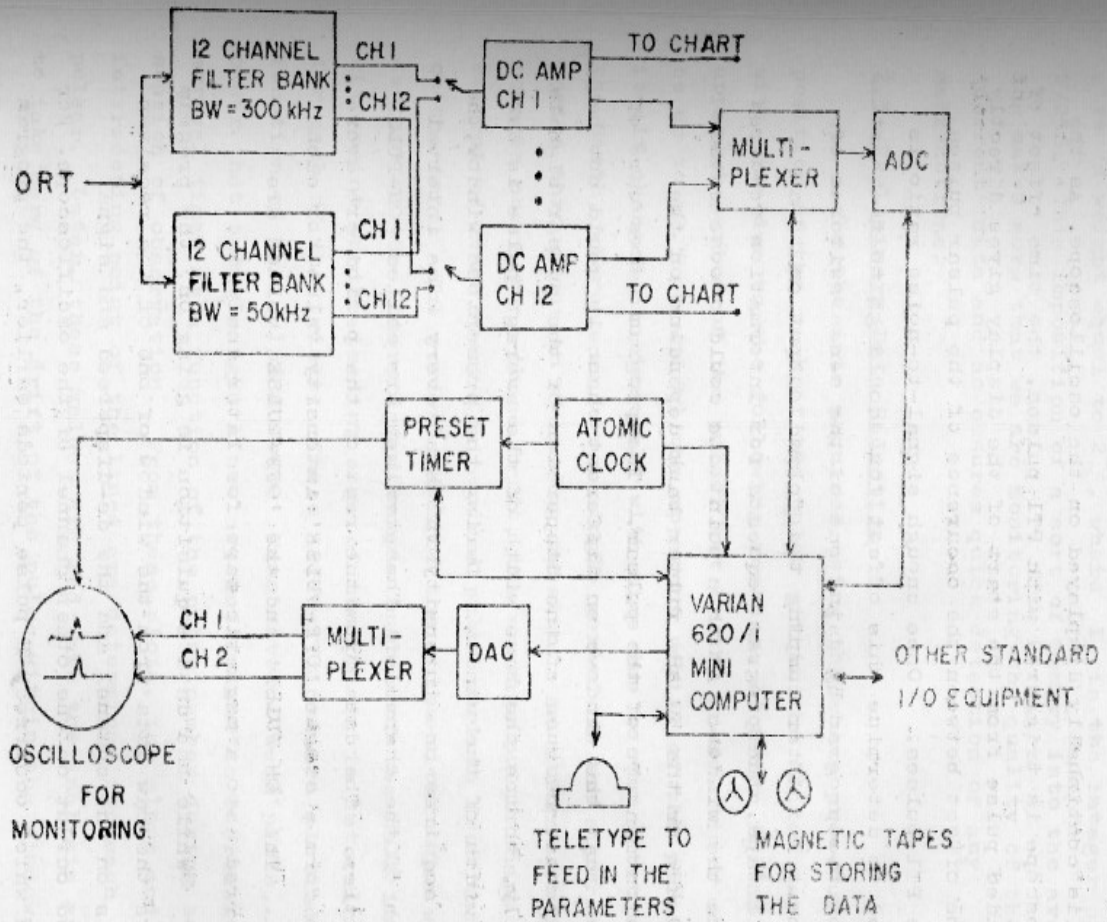 12 CHANNEL
FILTER BANK
BW = 300 kHz
CH 1
CH 12
DC AMP
CH 1
TO CHART
MULTI-
PLEXER
ADC
ORT
12 CHANNEL
FILTER BANK
BW = 50kHz
CH 1
CH 12
DC AMP
CH 12
TO CHART
PRESET
TIMER
ATOMIC
CLOCK
CH 1
CH 2
MULTI-
PLEXER
DAC
VARIAN
620/i
MINI
COMPUTER
OTHER STANDARD
I/O EQUIPMENT
OSCILLOSCOPE
FOR
MONITORING
TELETYPE TO
FEED IN THE
PARAMETERS
MAGNETIC TAPES
FOR STORING
THE DATA